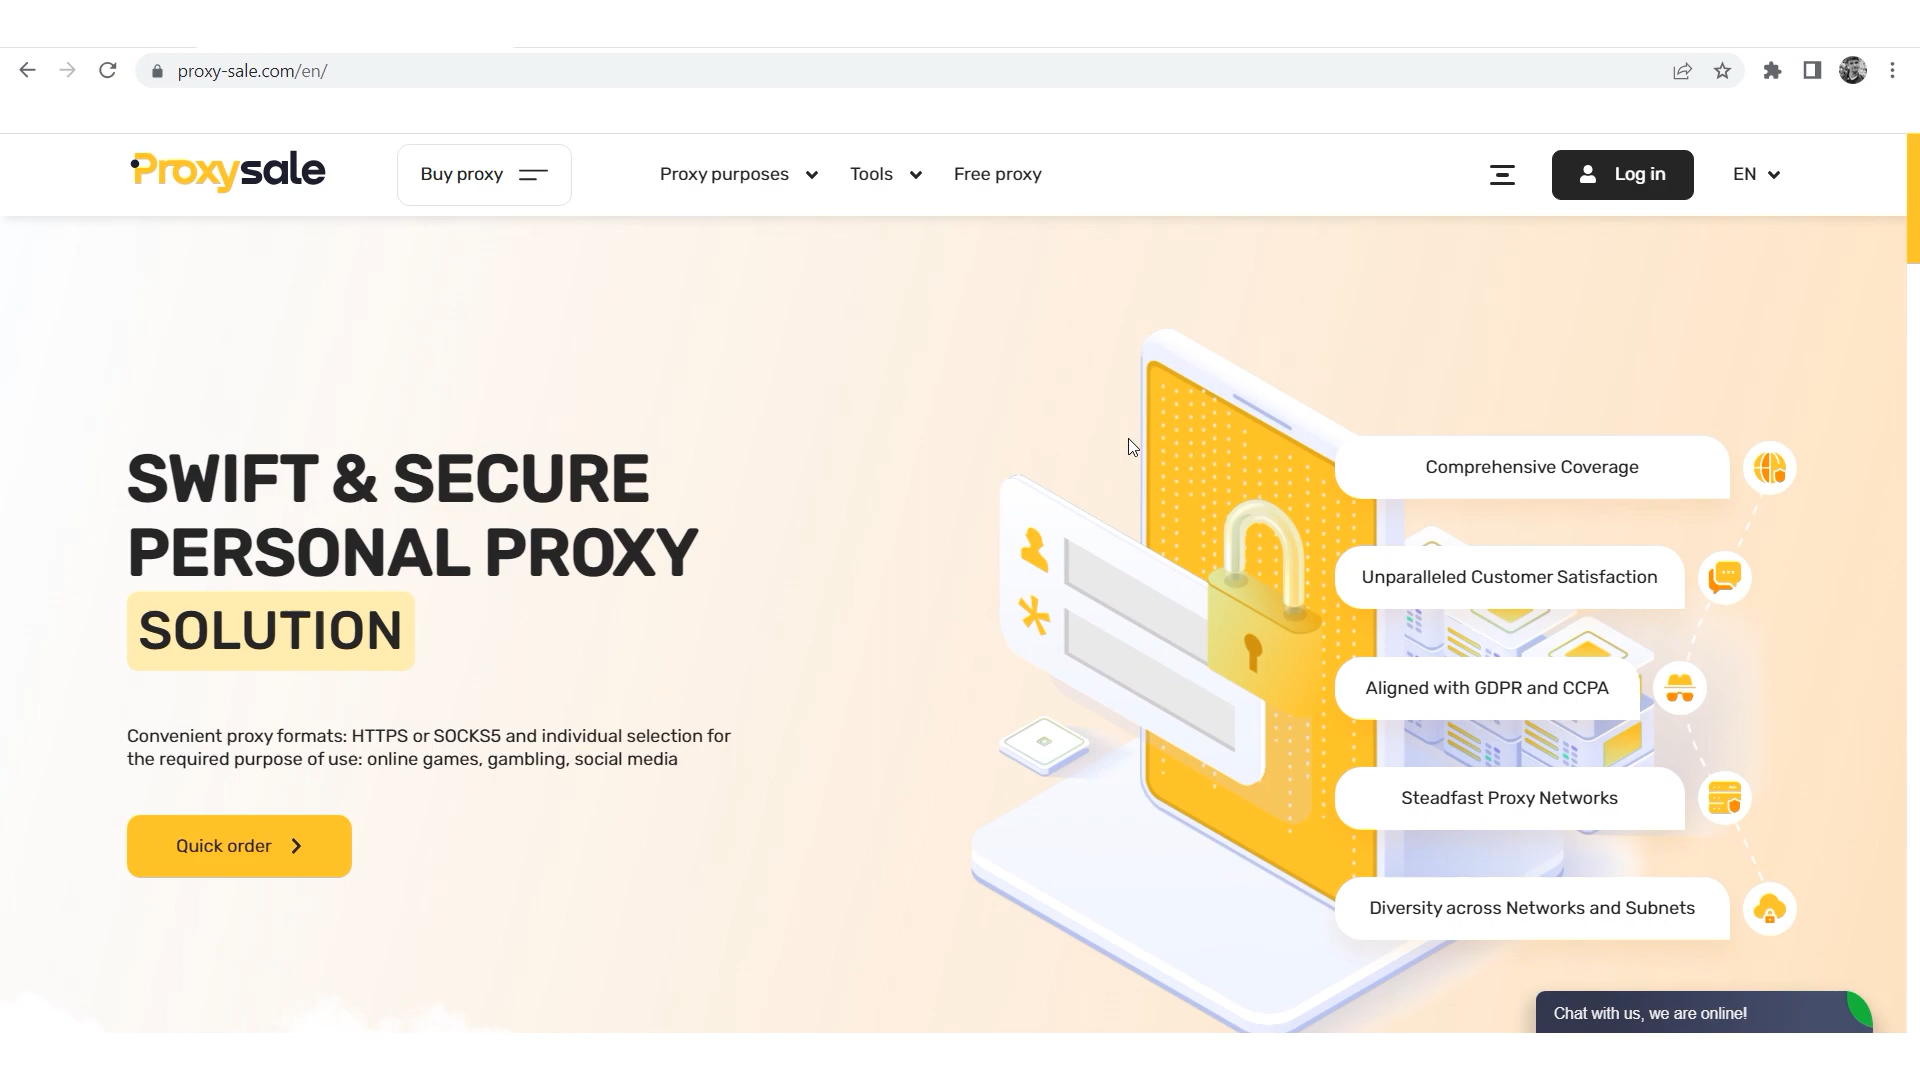 proxy-sale.com/en/
Proxysale
Buy proxy
Proxy purposes
Tools
Free proxy
Log in
EN
SWIFT & SECURE
PERSONAL PROXY
SOLUTION
Convenient proxy formats: HTTPS or SOCKS5 and individual selection for
the required purpose of use: online games, gambling, social media
Quick order
Comprehensive Coverage
Unparalleled Customer Satisfaction
Aligned with GDPR and CCPA
Steadfast Proxy Networks
Diversity across Networks and Subnets
Chat with us, we are online!